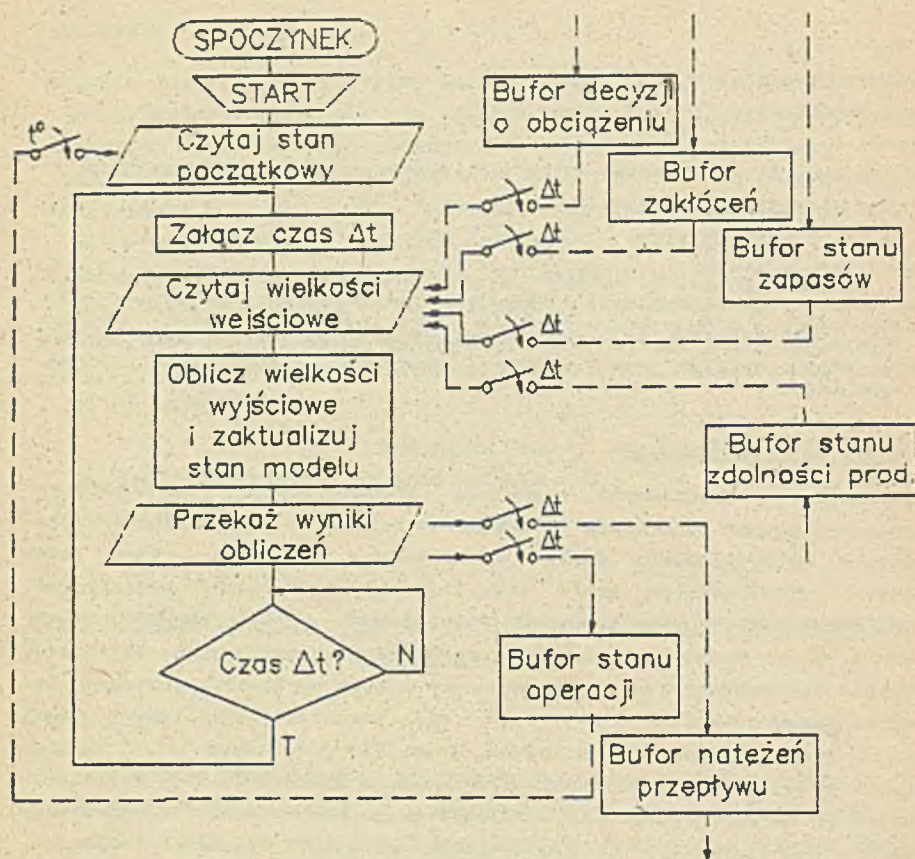 SPOCZYNEK
START
t°
Czytaj stan
początkowy
Załącz czas Δt
Czytaj wielkości
wejściowe
Oblicz wielkości
wyjściowe
i zaktualizuj
stan modelu
Przekaż wyniki
obliczeń
Czas Δt?
N
T
Bufor decyzji
o obciążeniu
Bufor
zakłóceń
Bufor stanu
zapasów
Δt
Δt
Δt
Δt
Bufor stanu
zdolności prod.
Δt
Δt
Bufor stanu
operacji
Bufor natężeń
przepływu